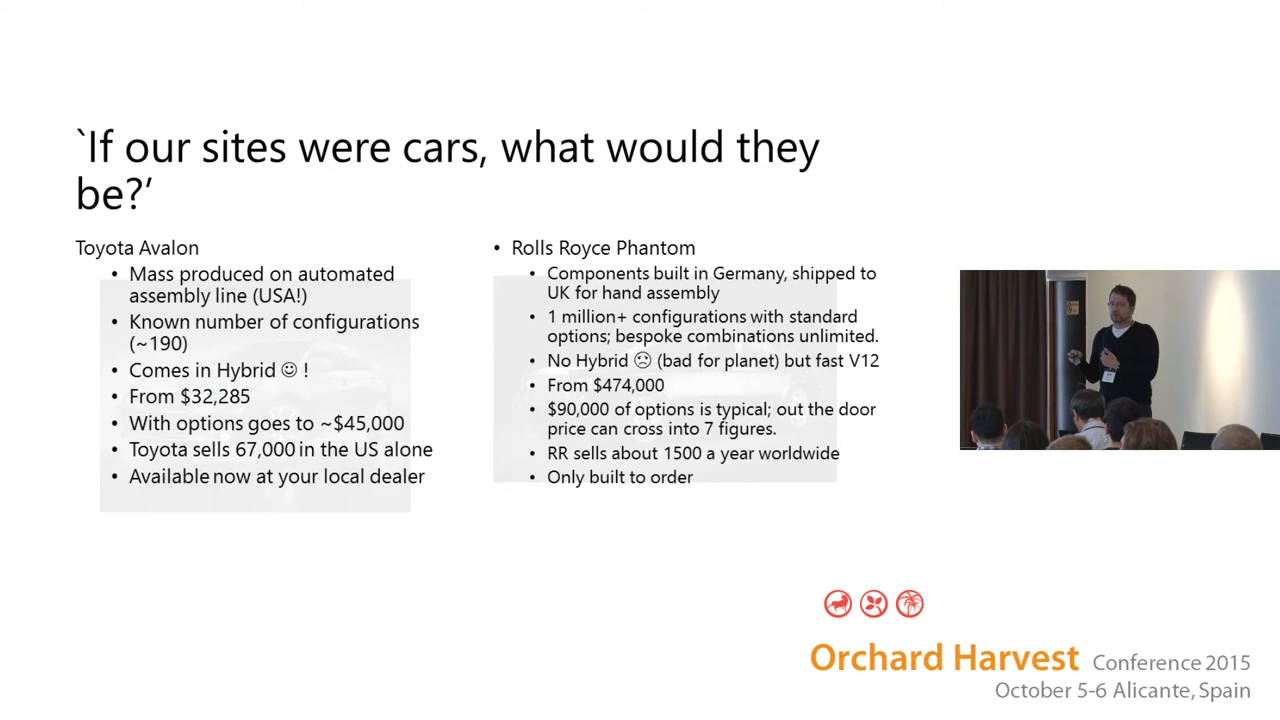 `If our sites were cars, what would they
be?’
Toyota Avalon
• Mass produced on automated
assembly line (USA!)
• Known number of configurations
(~190)
• Comes in Hybrid ☺ !
• From $32,285
• With options goes to ~$45,000
• Toyota sells 67,000 in the US alone
• Available now at your local dealer
• Rolls Royce Phantom
• Components built in Germany, shipped to
UK for hand assembly
• 1 million+ configurations with standard
options; bespoke combinations unlimited.
• No Hybrid ☹ (bad for planet) but fast V12
• From $474,000
• $90,000 of options is typical; out the door
price can cross into 7 figures.
• RR sells about 1500 a year worldwide
• Only built to order
Orchard Harvest Conference 2015
October 5-6 Alicante, Spain